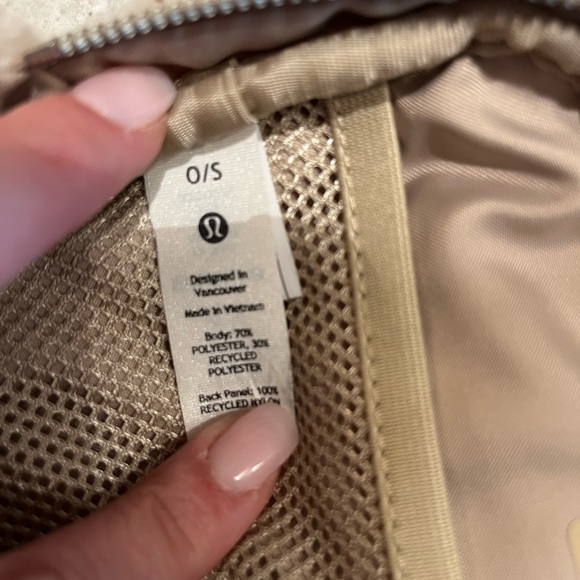 O/S
Designed in
Vancouver
Made in Vietnam
Body: 70%
POLYESTER, 30%
RECYCLED
POLYESTER
Back Panel: 100%
RECYCLED NYLON